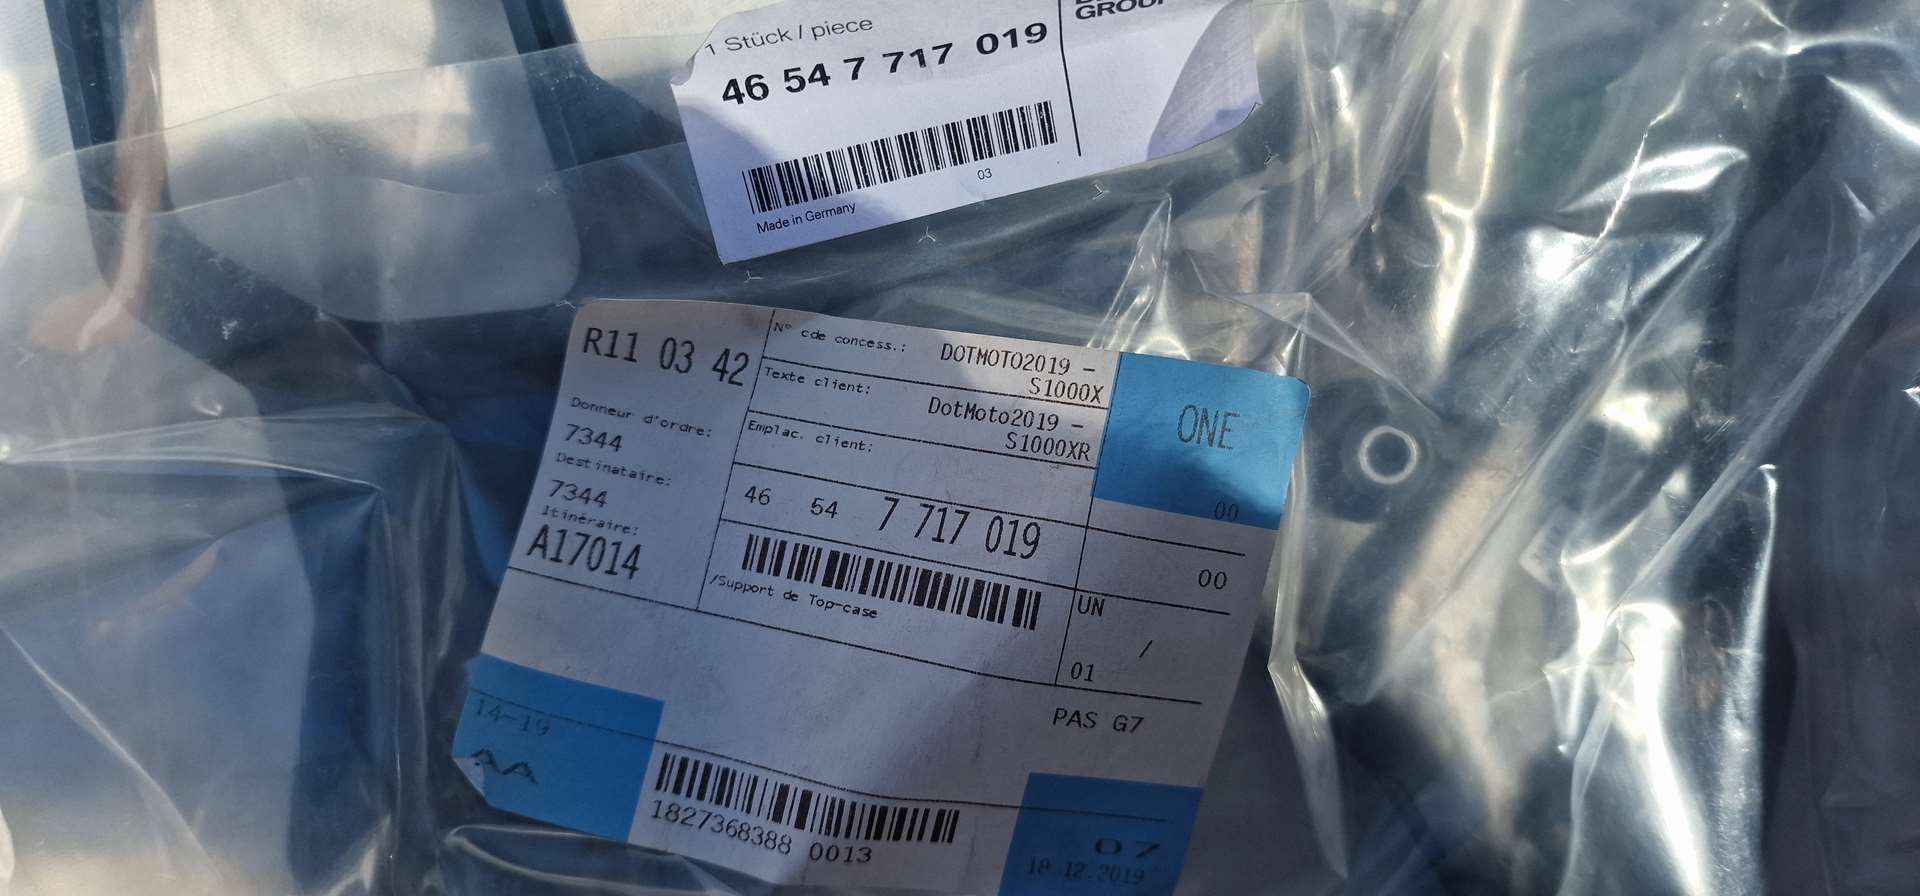 1 Stück / piece
GROUP
46 54 7 717 019
03
Made in Germany
R11 03 42
N° cde concess.: DOTMOTO2019 -
S1000X
Texte client: DotMoto2019 -
S1000XR
Emplac. client:
ONE
00
Donneur d'ordre:
7344
Destinataire:
7344
Itinéraire:
A17014
46 54 7 717 019
00
/Support de Top-case
UN
/
01
PAS G7
14-19
AA
1827368388 0013
07
18.12.2019